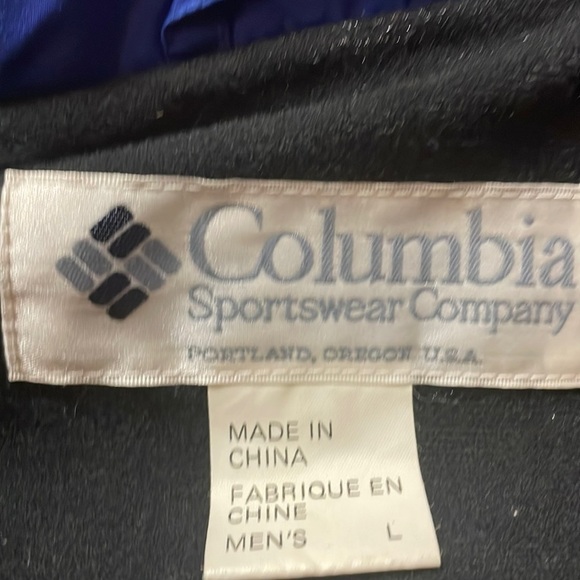 Columbia
Sportswear Company
PORTLAND, OREGON U.S.A.
MADE IN
CHINA
FABRIQUE EN
CHINE
MEN'S L